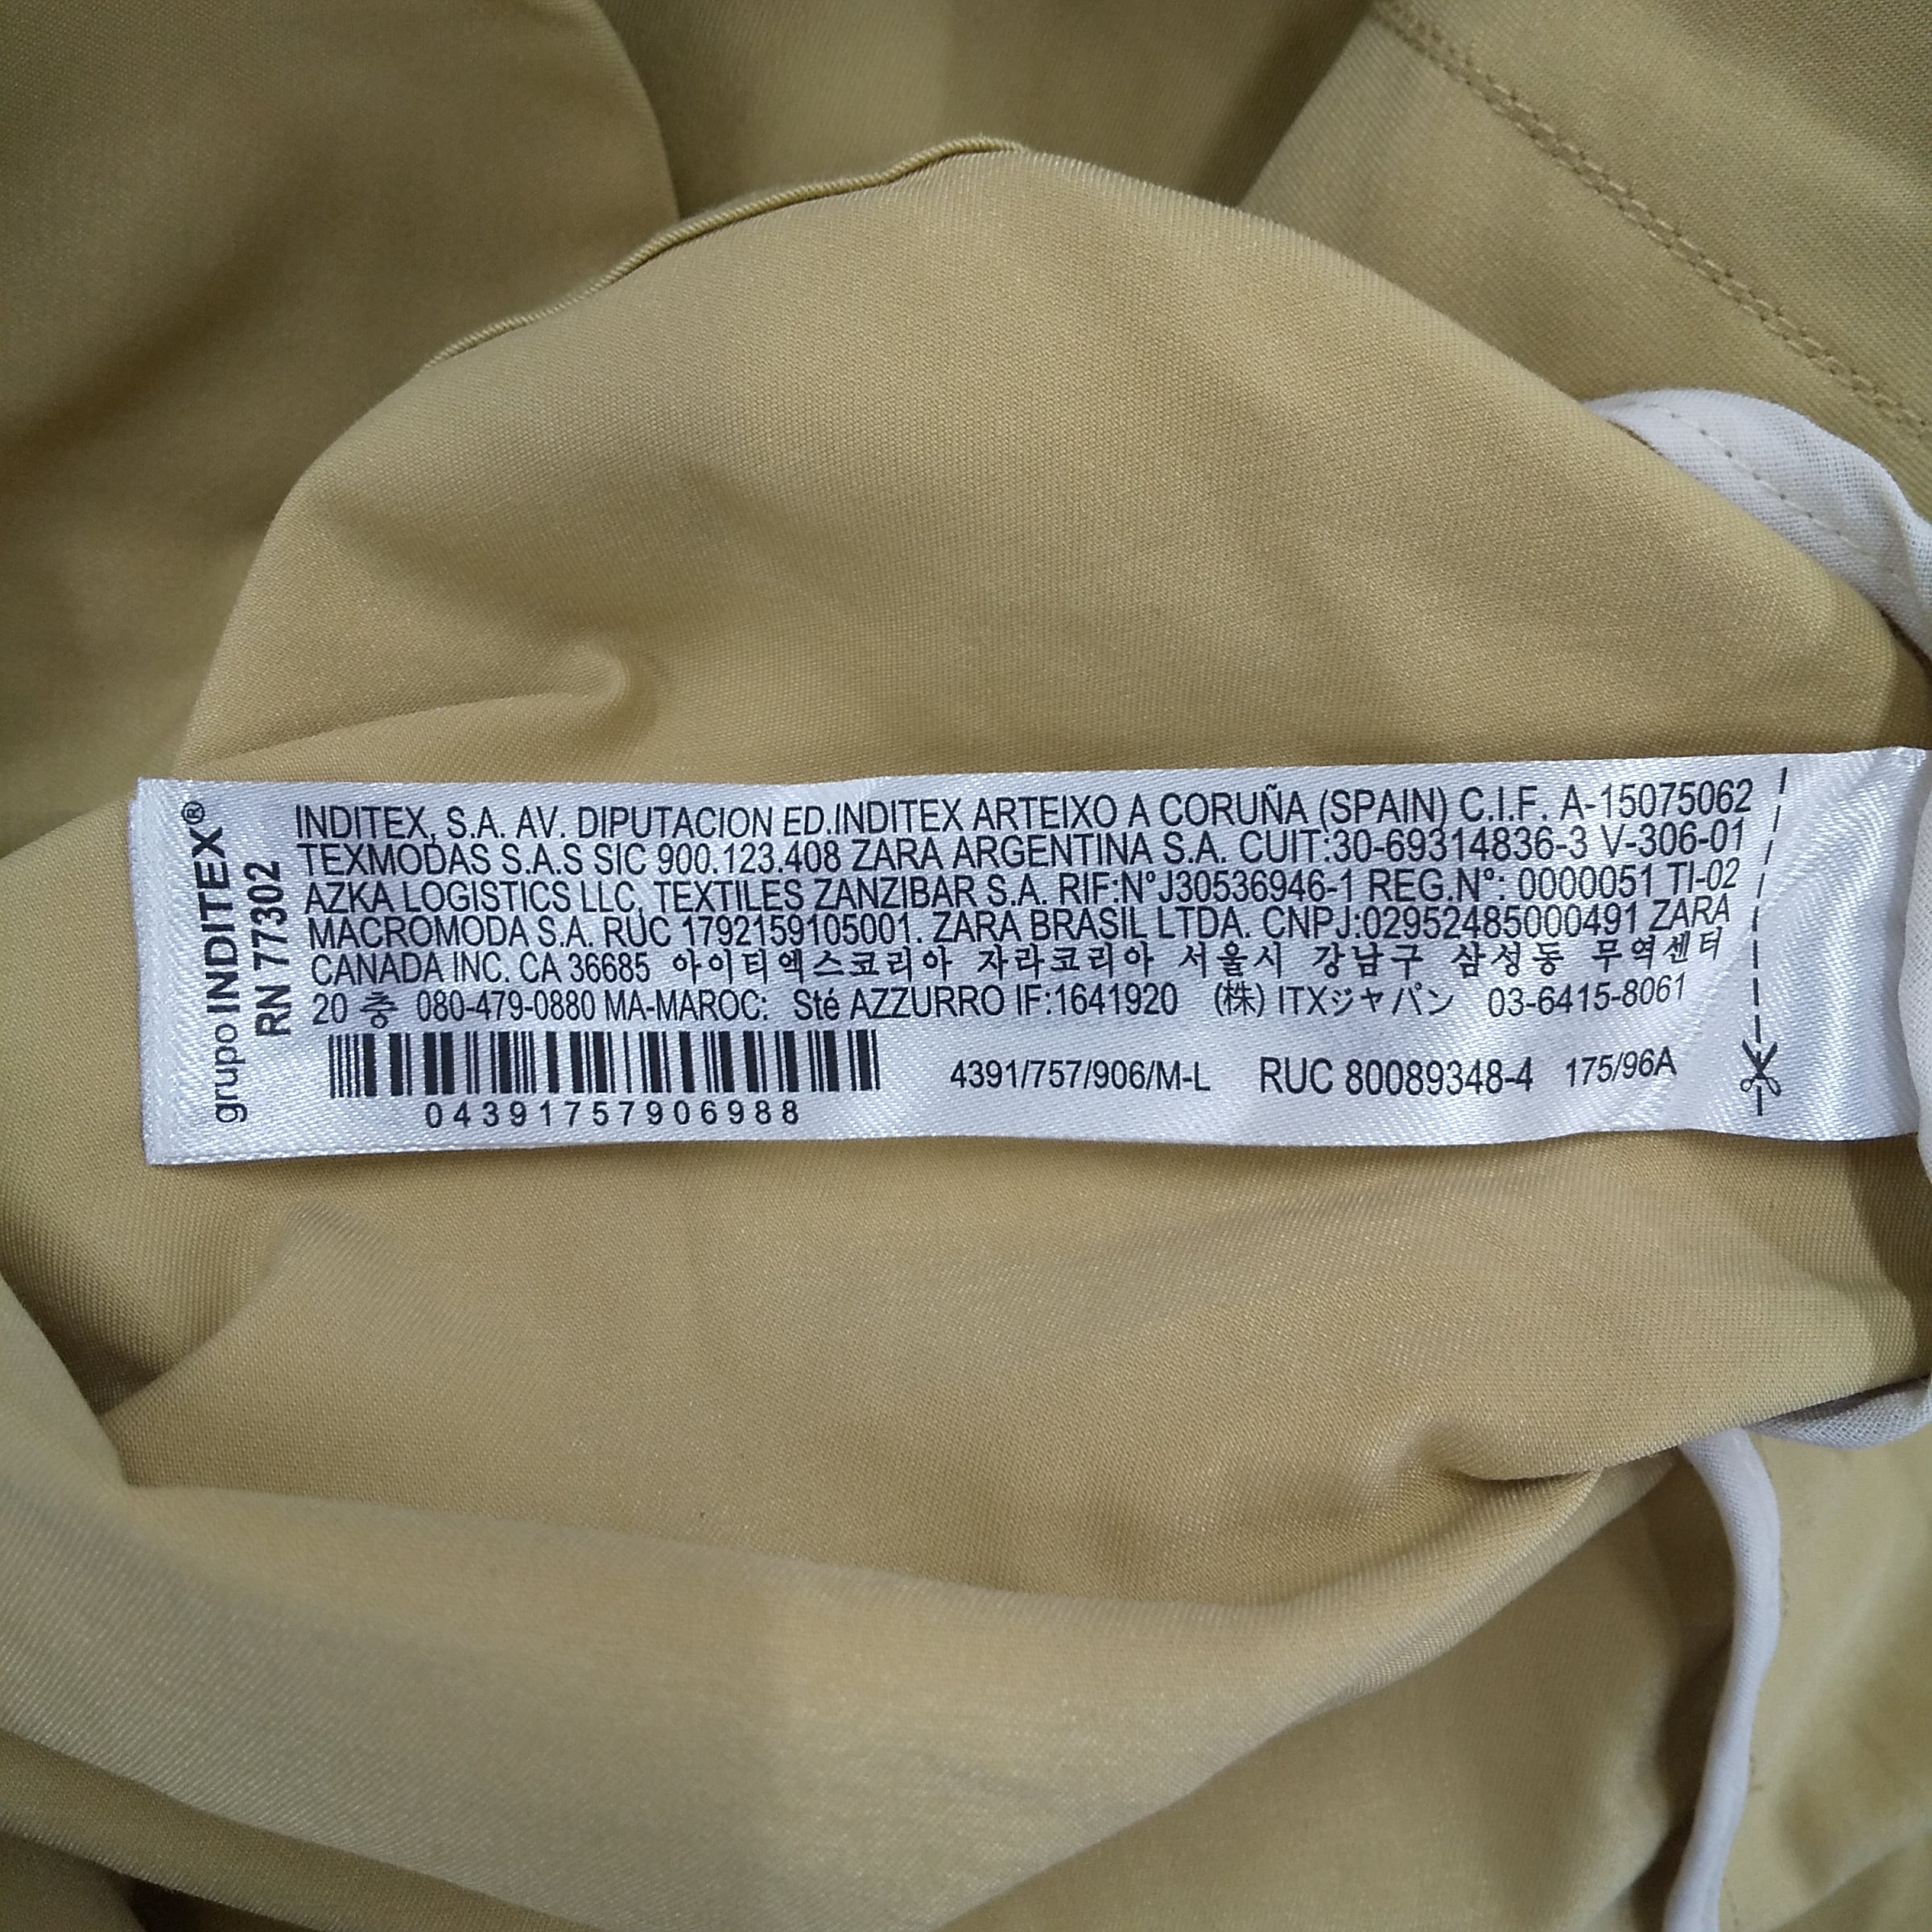 grupo INDITEX®
RN 77302
INDITEX, S.A. AV. DIPUTACION ED.INDITEX ARTEIXO A CORUÑA (SPAIN) C.I.F. A-15075062
TEXMODAS S.A.S SIC 900.123.408 ZARA ARGENTINA S.A. CUIT:30-69314836-3 V-306-01
AZKA LOGISTICS LLC, TEXTILES ZANZIBAR S.A. RIF:Nº J30536946-1 REG.Nº: 0000051 TI-02
MACROMODA S.A. RUC 1792159105001. ZARA BRASIL LTDA. CNPJ:02952485000491 ZARA
CANADA INC. CA 36685 아이티엑스코리아 자라코리아 서울시 강남구 삼성동 무역센터
20 층 080-479-0880 MA-MAROC: Sté AZZURRO IF:1641920 (株) ITXジャパン 03-6415-8061
4391/757/906/M-L RUC 80089348-4 175/96A
04391757906988